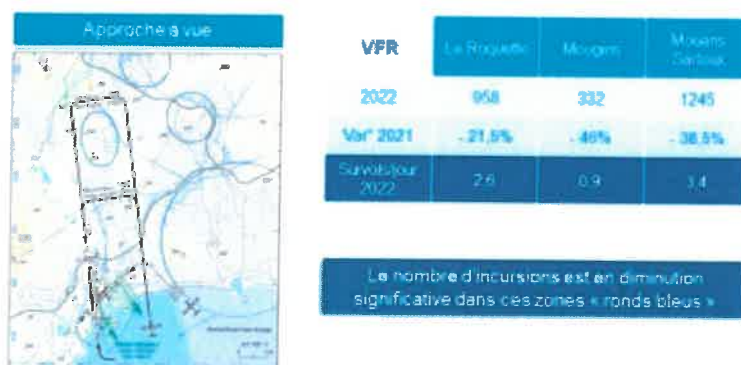 Approche à vue
VFR La Roquette Mougins Mouans Sartoux
2022 958 332 1245
Var° 2021 - 21,5% - 46% - 38,5%
Survols/jour 2022 2,6 0,9 3,4
Le nombre d'incursions est en diminution
significative dans ces zones « ronds bleus »